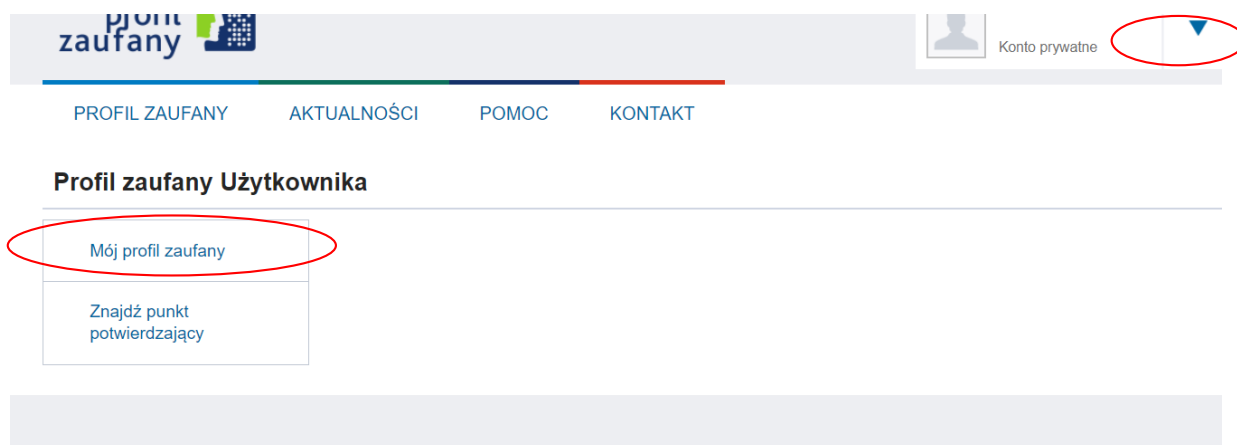 profil
zaufany
Konto prywatne
PROFIL ZAUFANY AKTUALNOŚCI POMOC KONTAKT
Profil zaufany Użytkownika
Mój profil zaufany
Znajdź punkt
potwierdzający